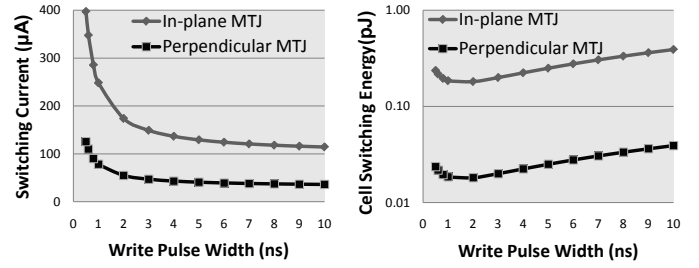 Switching Current (µA)
400
300
200
100
0
In-plane MTJ
Perpendicular MTJ
0 1 2 3 4 5 6 7 8 9 10
Write Pulse Width (ns)
Cell Switching Energy(pJ)
1.00
0.10
0.01
In-plane MTJ
Perpendicular MTJ
0 1 2 3 4 5 6 7 8 9 10
Write Pulse Width (ns)